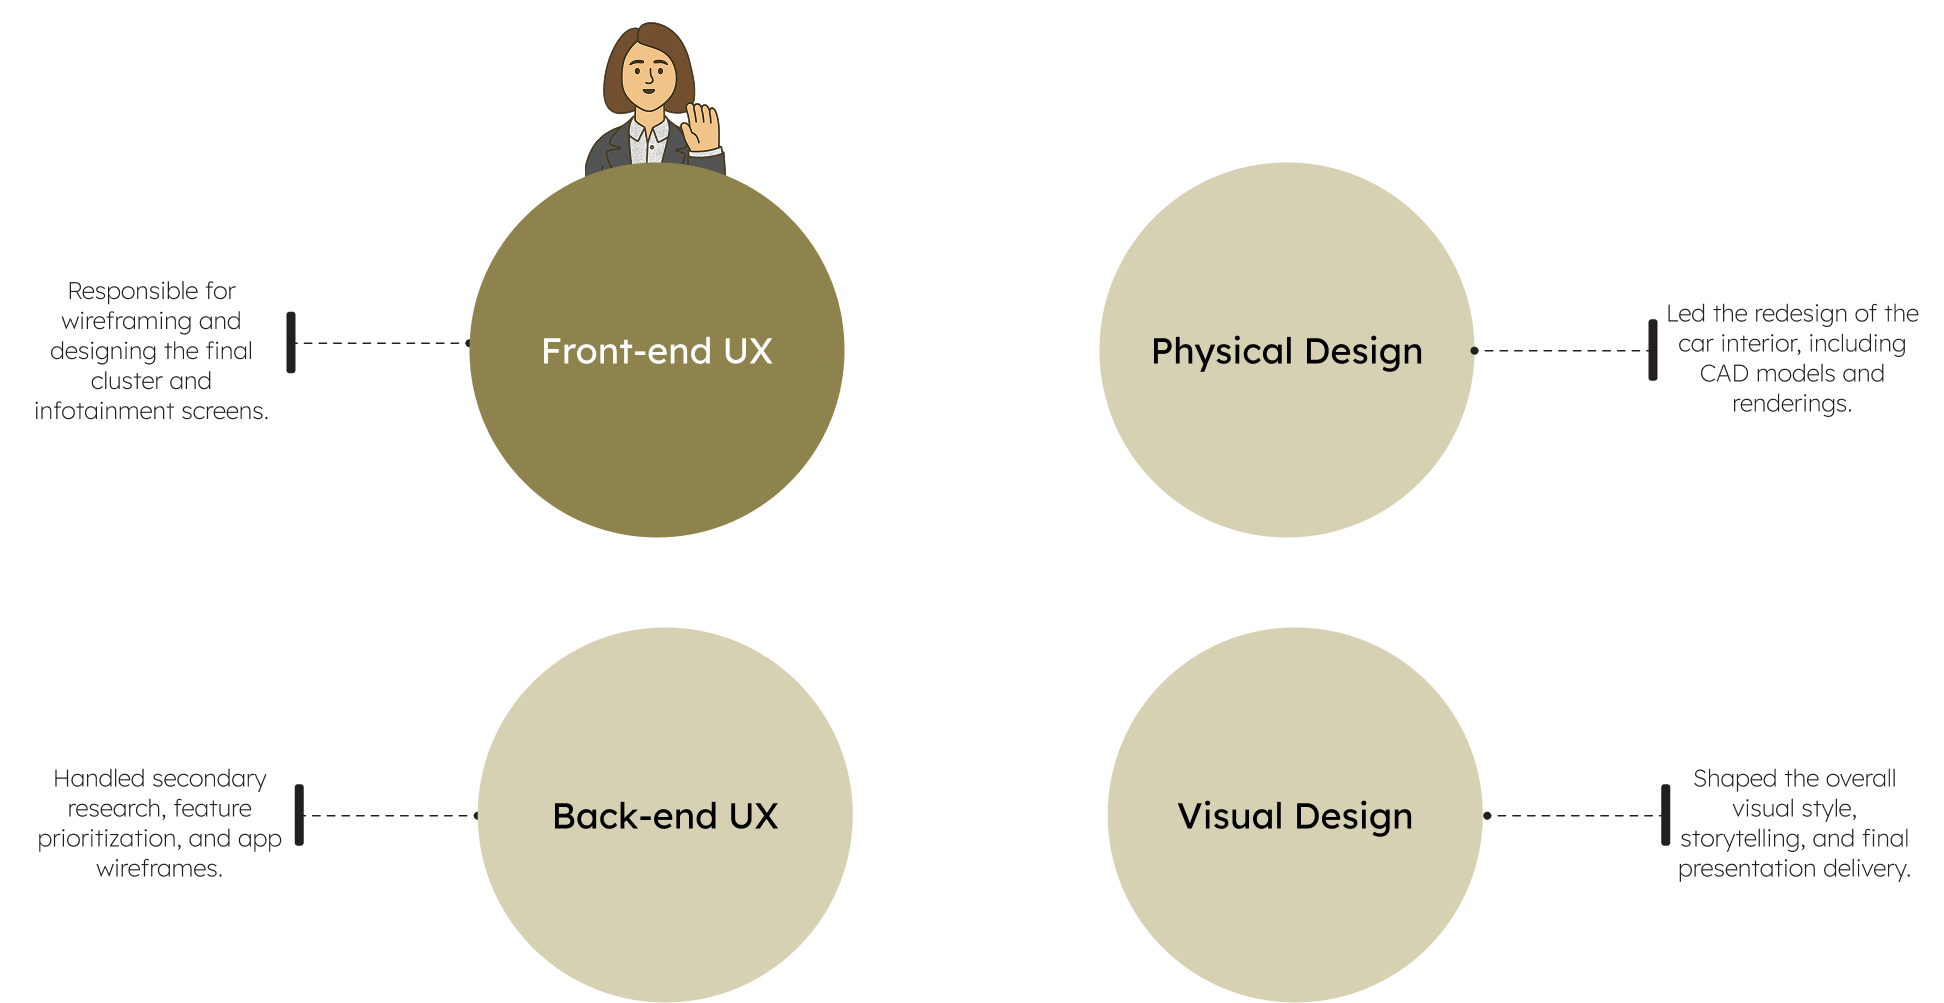 Responsible for
wireframing and
designing the final
cluster and
infotainment screens.
Front-end UX
Physical Design
Led the redesign of the
car interior, including
CAD models and
renderings.
Handled secondary
research, feature
prioritization, and app
wireframes.
Back-end UX
Visual Design
Shaped the overall
visual style,
storytelling, and final
presentation delivery.